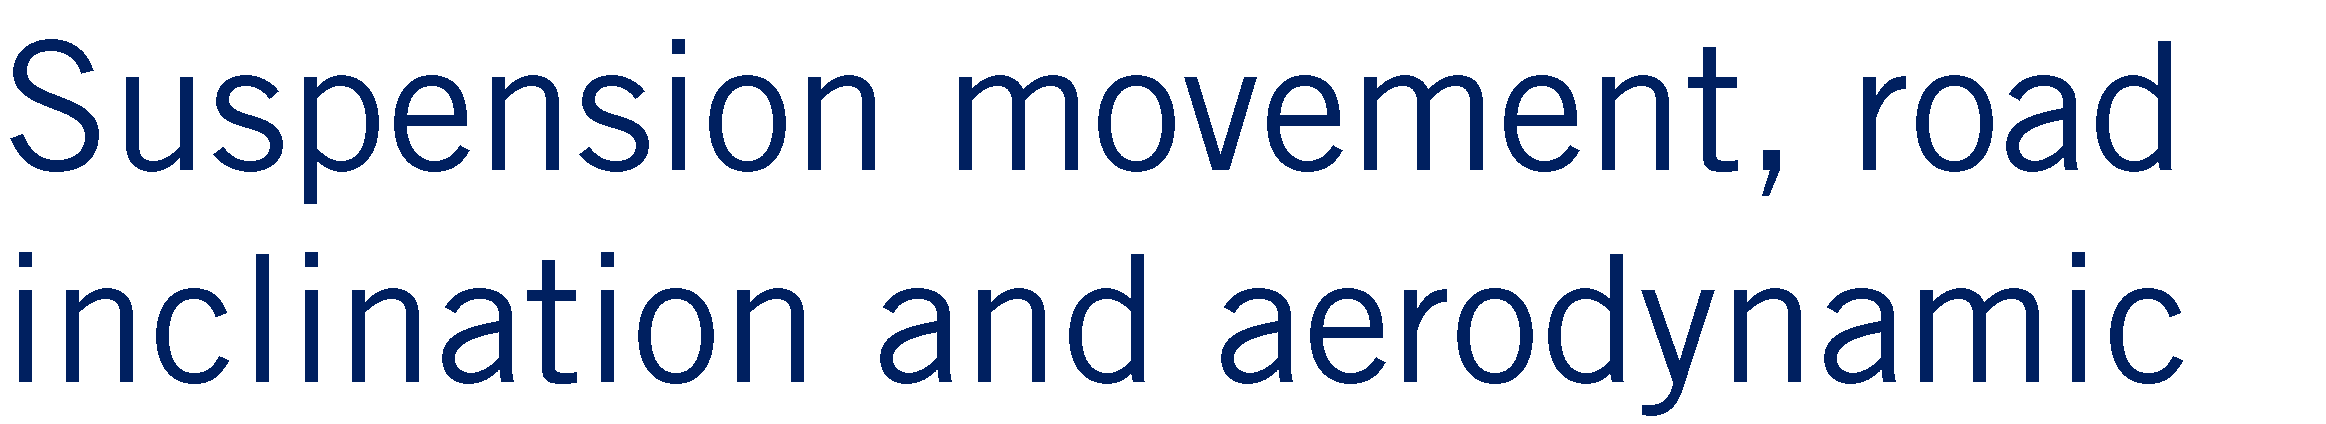 Suspension movement, road
inclination and aerodynamic